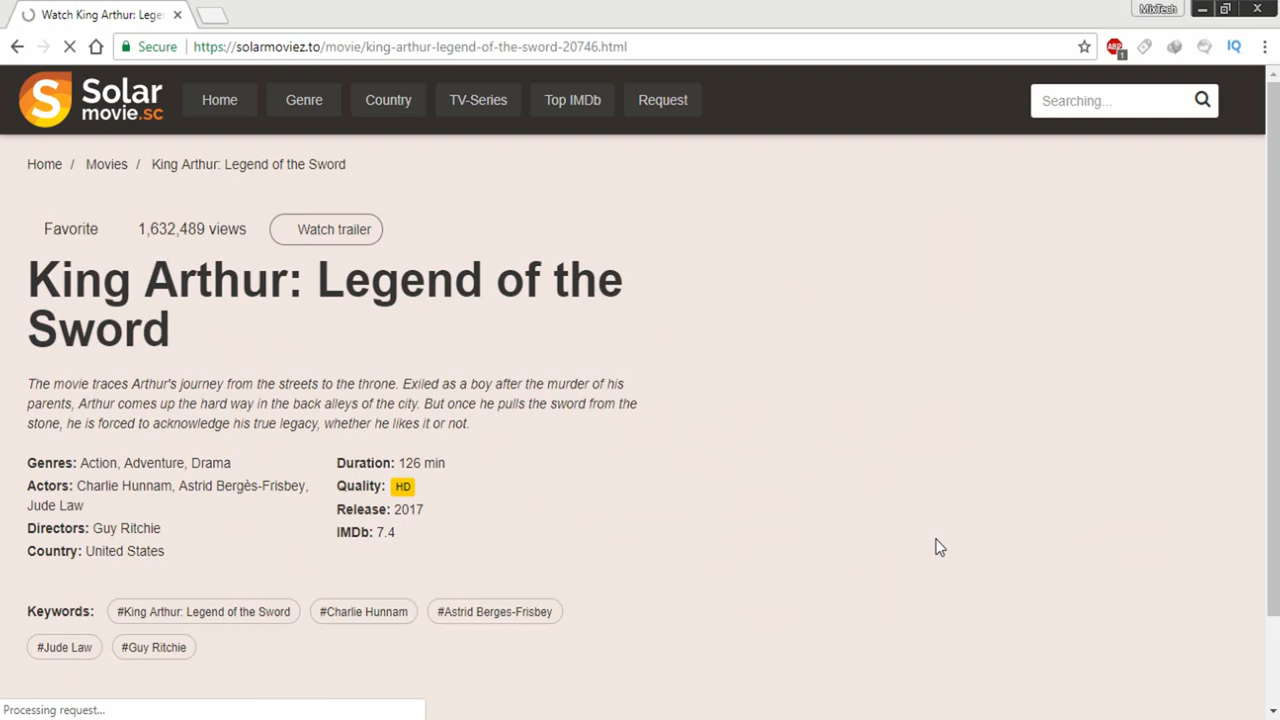 Watch King Arthur: Lege
MixTech
Secure https://solarmoviez.to/movie/king-arthur-legend-of-the-sword-20746.html
ABP
1
IQ
S Solar
movie.sc
Home Genre Country TV-Series Top IMDb Request Searching...
Home / Movies / King Arthur: Legend of the Sword
Favorite 1,632,489 views Watch trailer
King Arthur: Legend of the
Sword
The movie traces Arthur's journey from the streets to the throne. Exiled as a boy after the murder of his
parents, Arthur comes up the hard way in the back alleys of the city. But once he pulls the sword from the
stone, he is forced to acknowledge his true legacy, whether he likes it or not.
Genres: Action, Adventure, Drama
Actors: Charlie Hunnam, Astrid Bergès-Frisbey,
Jude Law
Directors: Guy Ritchie
Country: United States
Duration: 126 min
Quality: HD
Release: 2017
IMDb: 7.4
Keywords: #King Arthur: Legend of the Sword #Charlie Hunnam #Astrid Berges-Frisbey
#Jude Law #Guy Ritchie
Processing request...